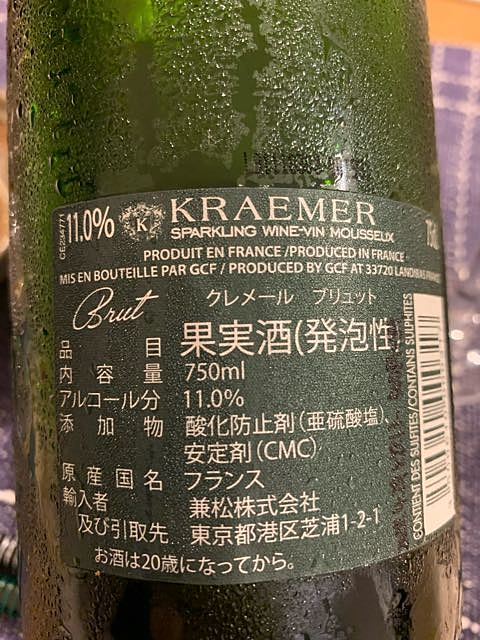 11.0%
KRAEMER
SPARKLING WINE-VIN MOUSSEUX
PRODUIT EN FRANCE / PRODUCED IN FRANCE
MIS EN BOUTEILLE PAR GCF / PRODUCED BY GCF AT 33720 LANDIRAS
CE234771
Brut クレメール ブリュット
品目 果実酒(発泡性
内容量 750ml
アルコール分 11.0%
添加物 酸化防止剤(亜硫酸塩)、
安定剤(CMC)
原産国名 フランス
輸入者 兼松株式会社
及び引取先 東京都港区芝浦1-2-1
お酒は20歳になってから。
CONTIENT DES SULFITES/CONTAINS SULPHITES